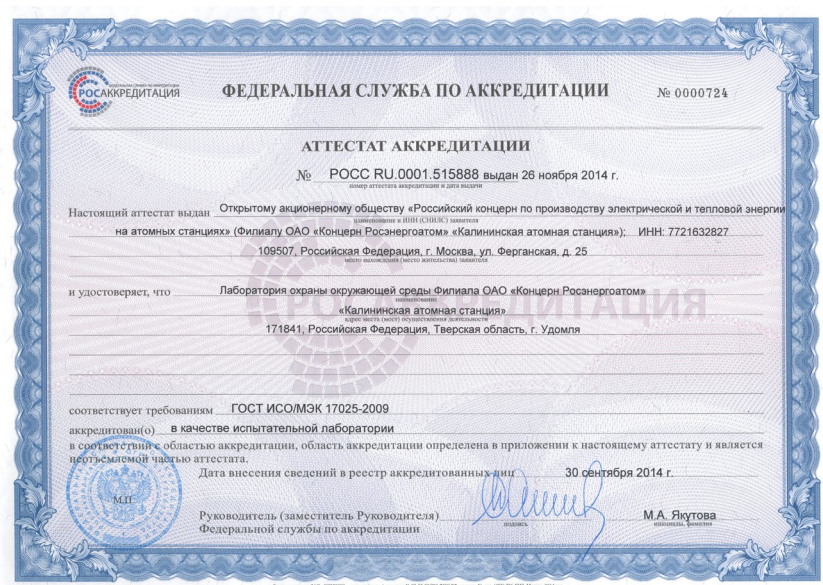 ФЕДЕРАЛЬНАЯ СЛУЖБА ПО АККРЕДИТАЦИИ
РОСАККРЕДИТАЦИЯ
ФЕДЕРАЛЬНАЯ СЛУЖБА ПО АККРЕДИТАЦИИ
№ 0000724
АТТЕСТАТ АККРЕДИТАЦИИ
№ РОСС RU.0001.515888 выдан 26 ноября 2014 г.
номер аттестата аккредитации и дата выдачи
Настоящий аттестат выдан Открытому акционерному обществу «Российский концерн по производству электрической и тепловой энергии
наименование и ИНН (СНИЛС) заявителя
на атомных станциях» (Филиалу ОАО «Концерн Росэнергоатом» «Калининская атомная станция»); ИНН: 7721632827
109507, Российская Федерация, г. Москва, ул. Ферганская, д. 25
место нахождения (место жительства) заявителя
и удостоверяет, что Лаборатория охраны окружающей среды Филиала ОАО «Концерн Росэнергоатом»
наименование
РОСАККРЕДИТАЦИЯ
«Калининская атомная станция»
адрес места (мест) осуществления деятельности
171841, Российская Федерация, Тверская область, г. Удомля
соответствует требованиям ГОСТ ИСО/МЭК 17025-2009
аккредитован(о) в качестве испытательной лаборатории
в соответствии с областью аккредитации, область аккредитации определена в приложении к настоящему аттестату и является
неотъемлемой частью аттестата.
Дата внесения сведений в реестр аккредитованных лиц 30 сентября 2014 г.
М.П.
Руководитель (заместитель Руководителя)
Федеральной службы по аккредитации
подпись
М.А. Якутова
инициалы, фамилия